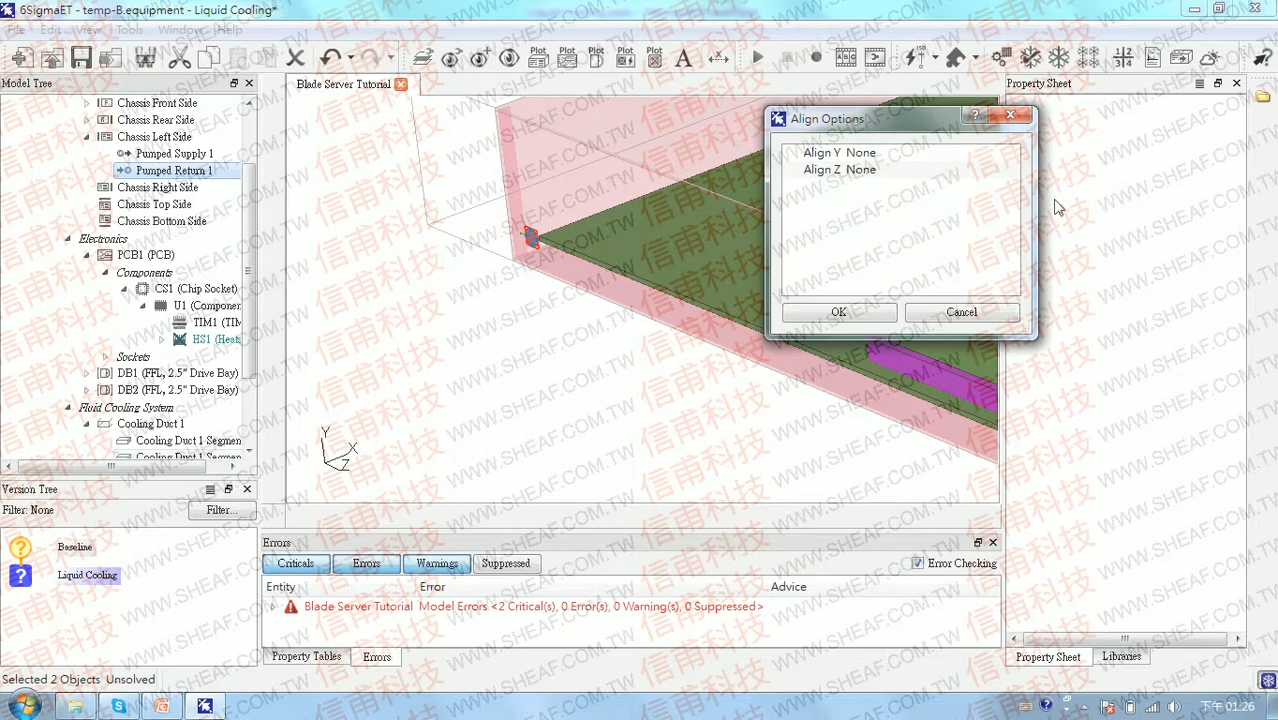 6SigmaET - temp-B.equipment - Liquid Cooling*
File Edit Model Tools Window Help
Plot Plot Plot Plot Plot A
Model Tree
Blade Server Tutorial
Property Sheet
Chassis Front Side
Chassis Rear Side
Chassis Left Side
Pumped Supply 1
Pumped Return 1
Chassis Right Side
Chassis Top Side
Chassis Bottom Side
Electronics
PCB1 (PCB)
Components
CS1 (Chip Socket)
U1 (Componer
TIM1 (TIM
HS1 (Heats
Sockets
DB1 (FFL, 2.5" Drive Bay)
DB2 (FFL, 2.5" Drive Bay)
Fluid Cooling System
Cooling Duct 1
Cooling Duct 1 Segmen
Cooling Duct 1 Segmen
Align Options
Align Y None
Align Z None
OK
Cancel
Y
X
Z
Version Tree
Filter: None
Filter...
Baseline
Liquid Cooling
Errors
Criticals
Errors
Warnings
Suppressed
Error Checking
Entity
Error
Advice
Blade Server Tutorial Model Errors <2 Critical(s), 0 Error(s), 0 Warning(s), 0 Suppressed>
Property Tables
Errors
Property Sheet
Libraries
Selected 2 Objects Unsolved
下午 01:26
信甫科技
WWW.SHEAF.COM.TW